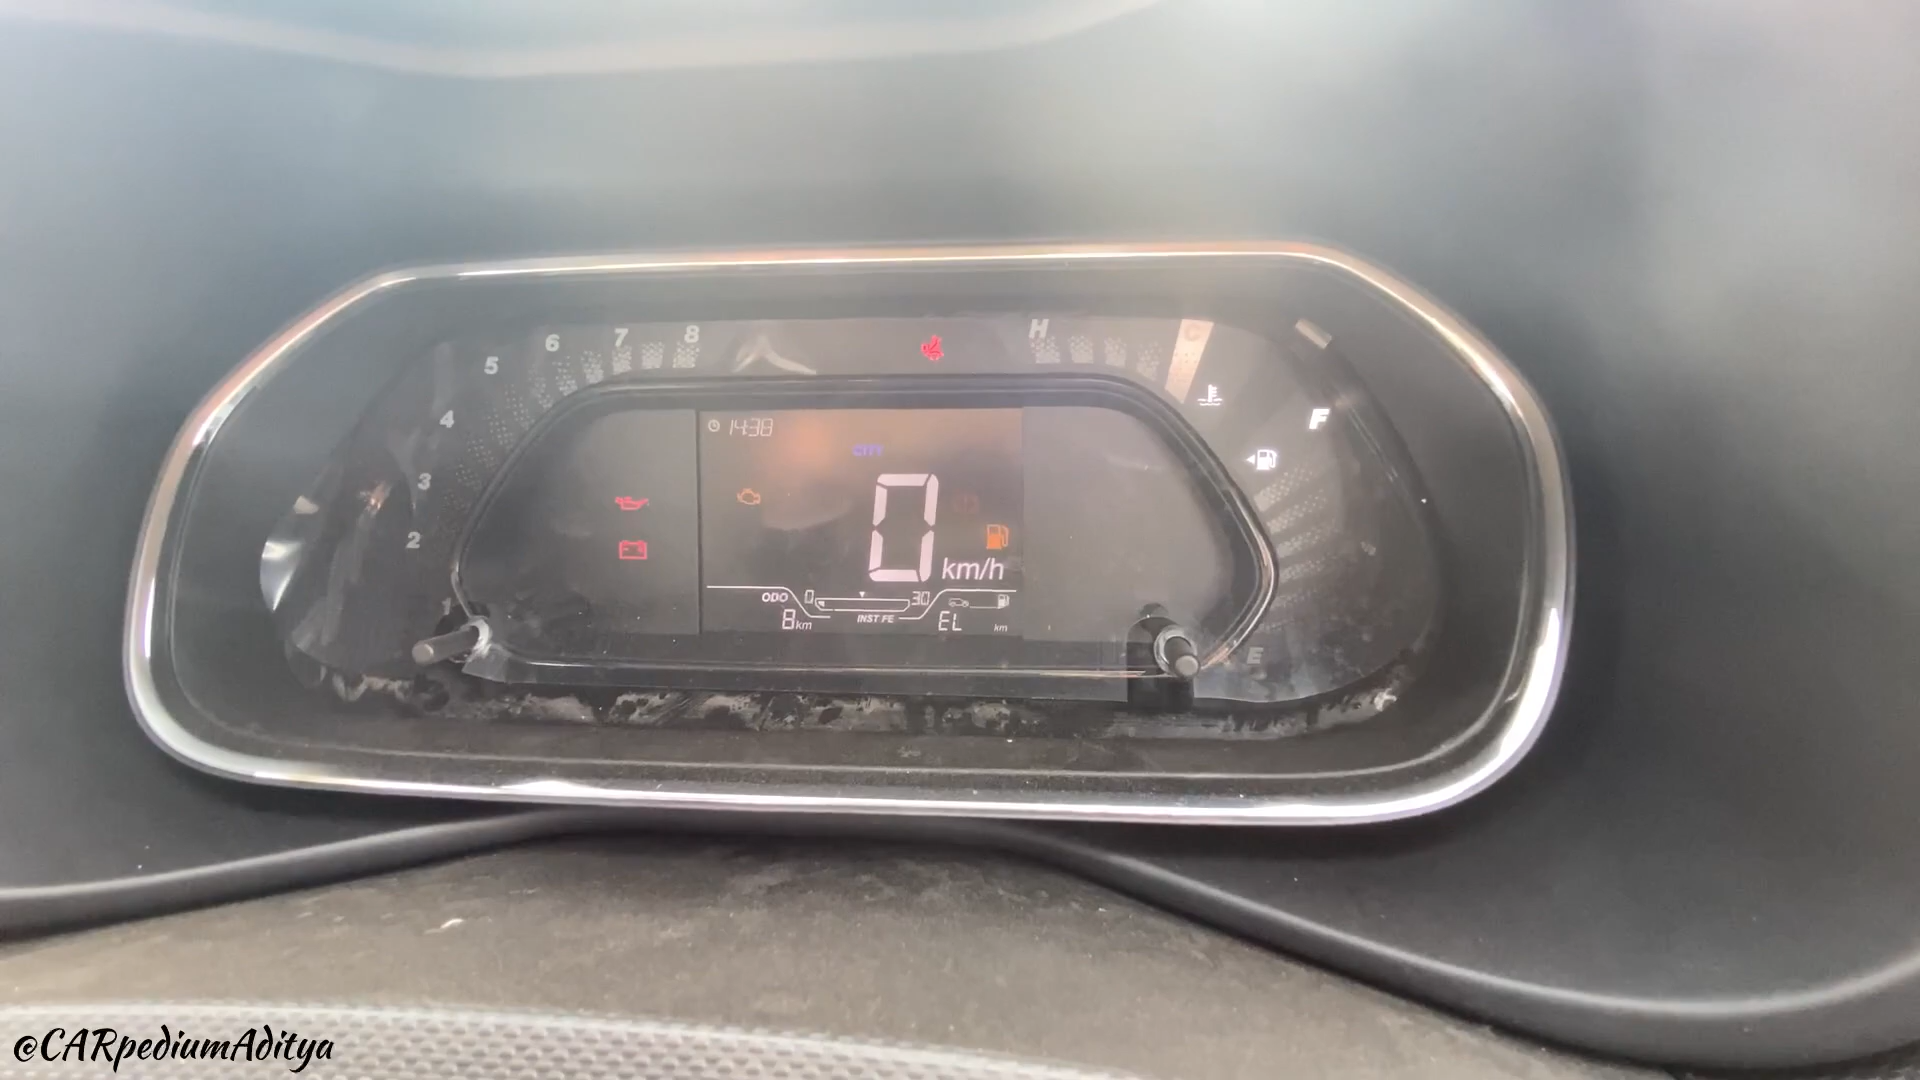 5 6 7 8
H C
4
3
2
1
F
E
14:38
CITY
0 km/h
ODO 0 30
8 km INST FE EL km
@CARpediumAditya